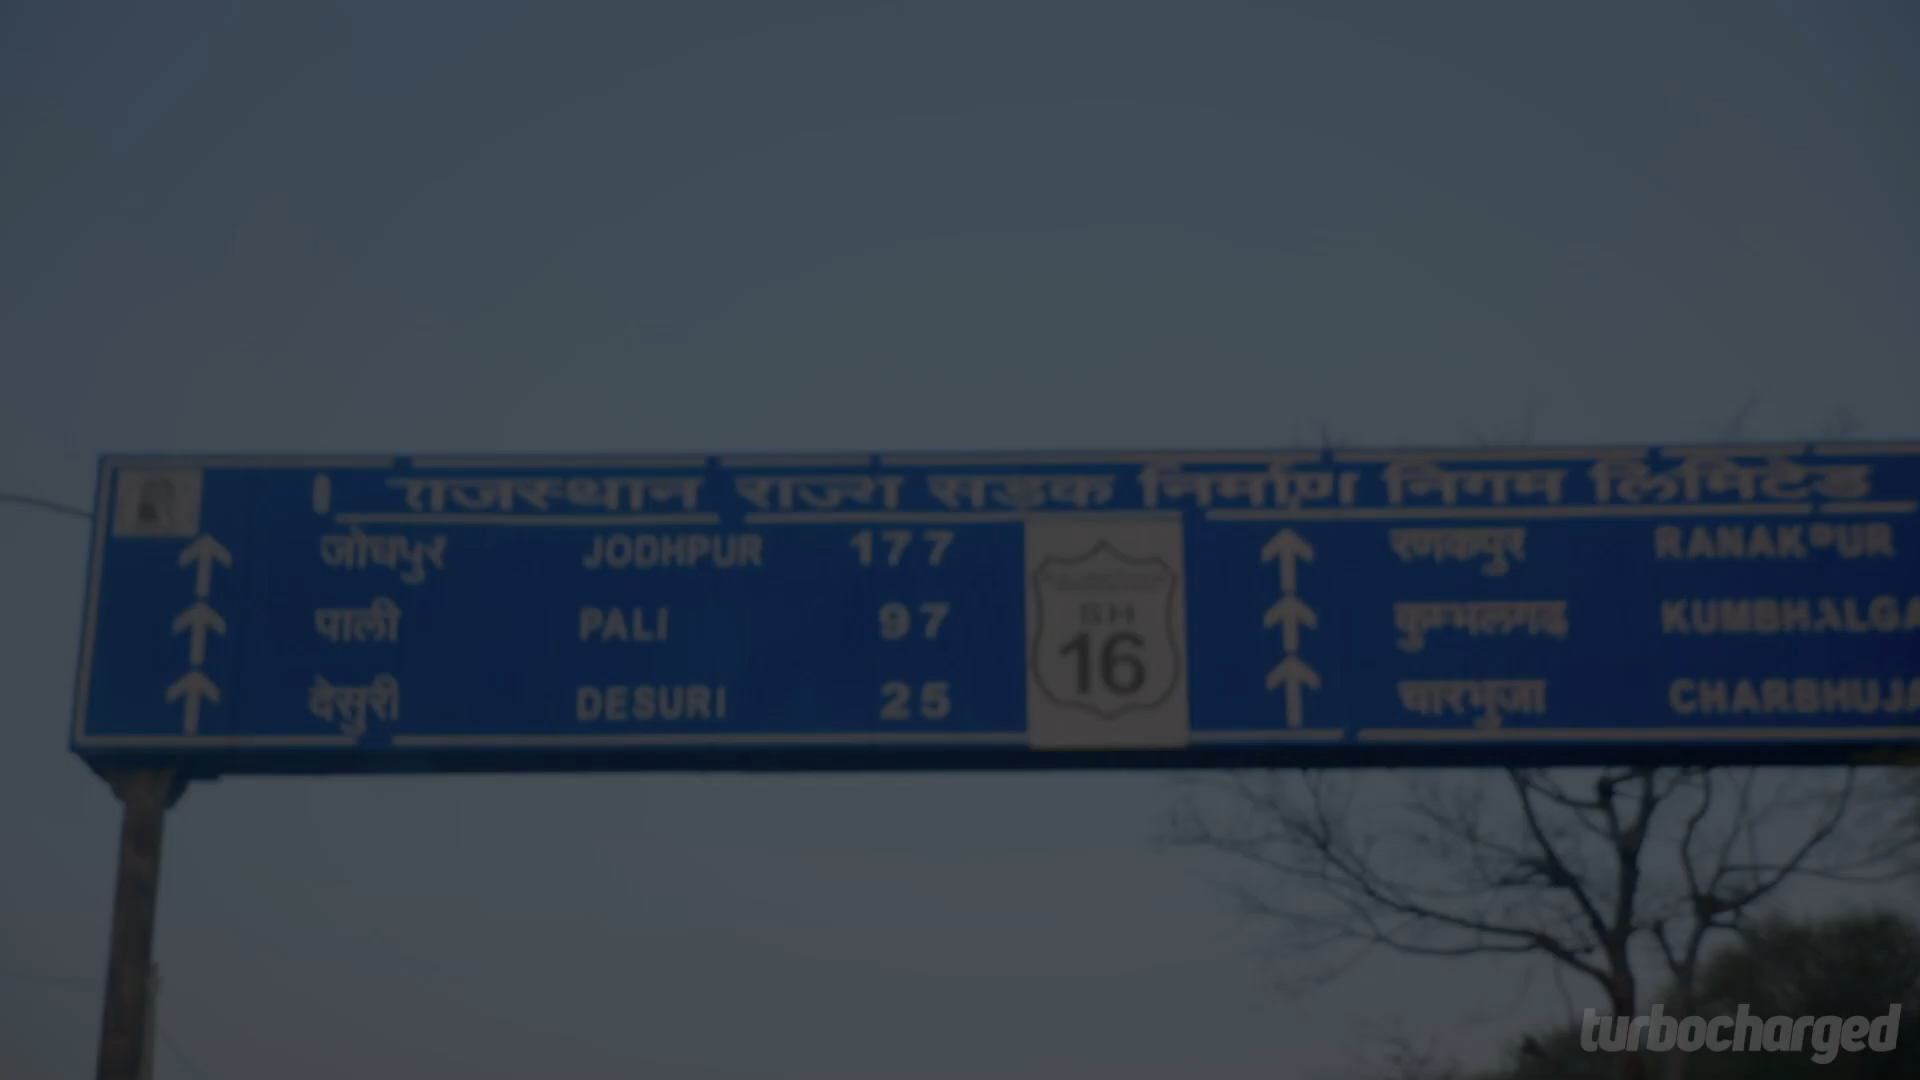 राजस्थान राज्य सड़क निर्माण निगम लिमिटेड
जोधपुर JODHPUR 177
पाली PALI 97
देसुरी DESURI 25
SH
16
रणकपुर RANAKPUR
कुम्भलगढ़ KUMBHALGA
चारभुजा CHARBHUJA
turbocharged